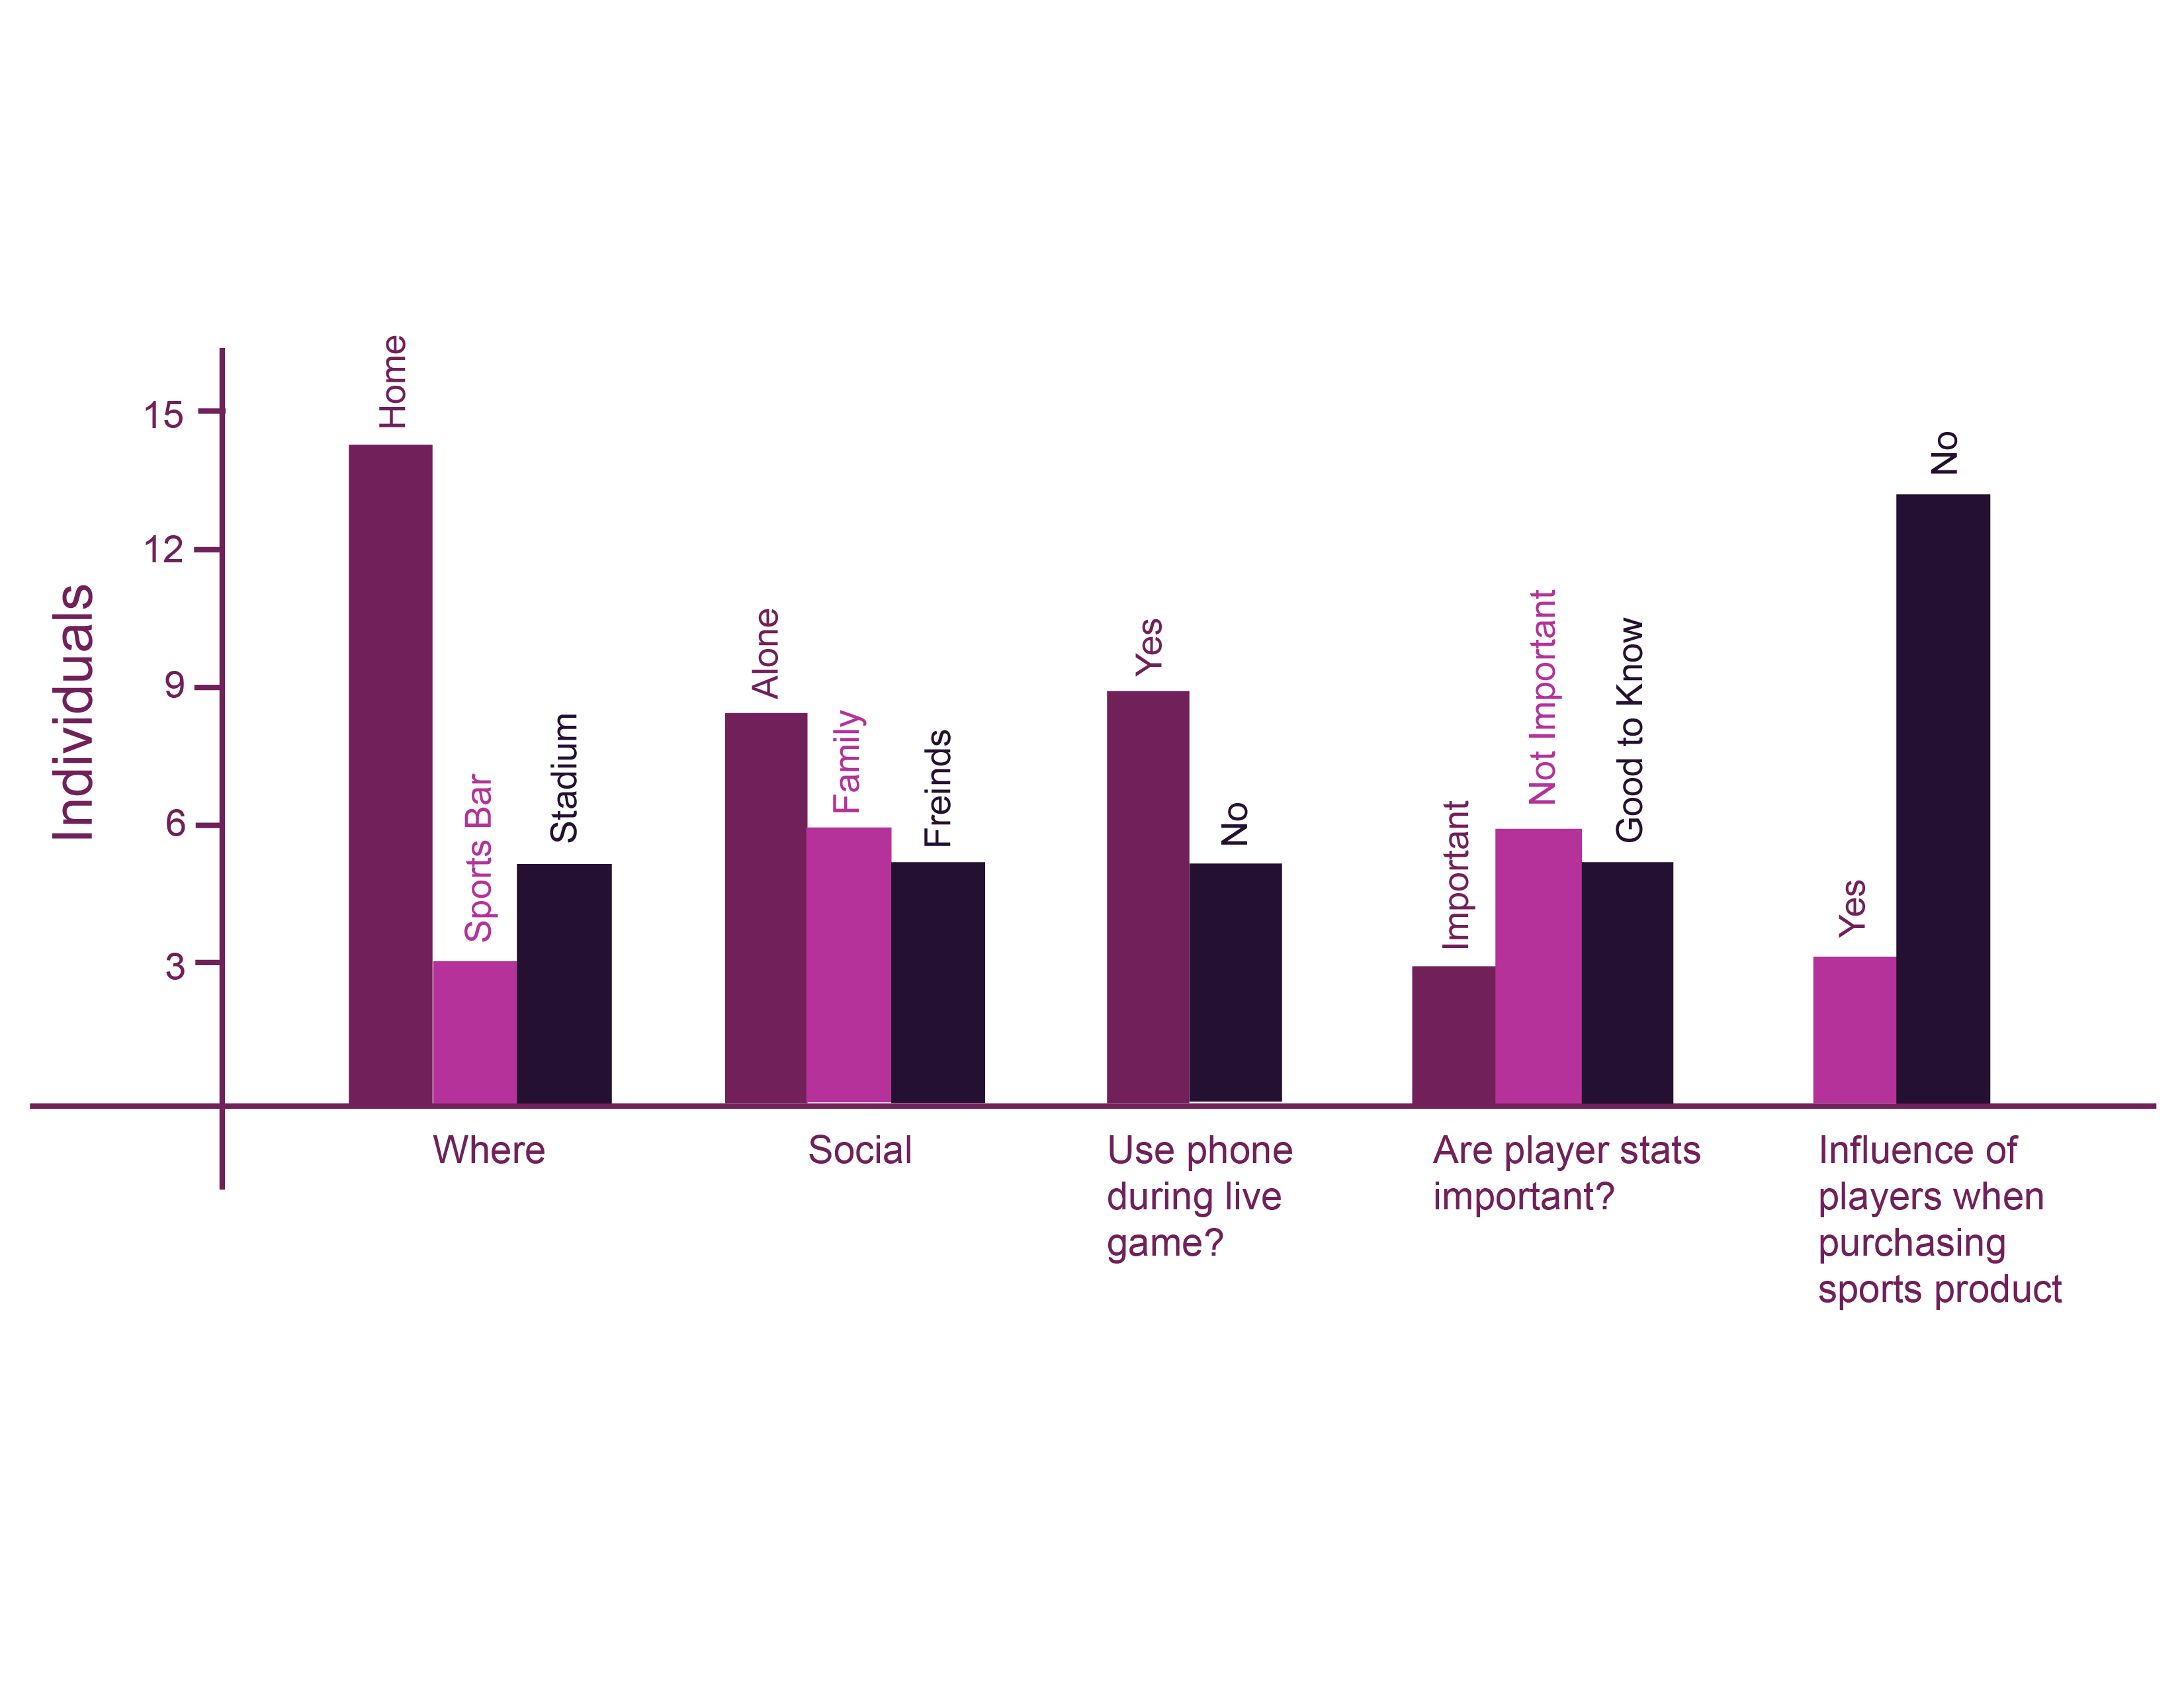 Individuals
15
12
9
6
3
Home
Sports Bar
Stadium
Alone
Family
Freinds
Yes
No
Important
Not Important
Good to Know
Yes
No
Where
Social
Use phone
during live
game?
Are player stats
important?
Influence of
players when
purchasing
sports product